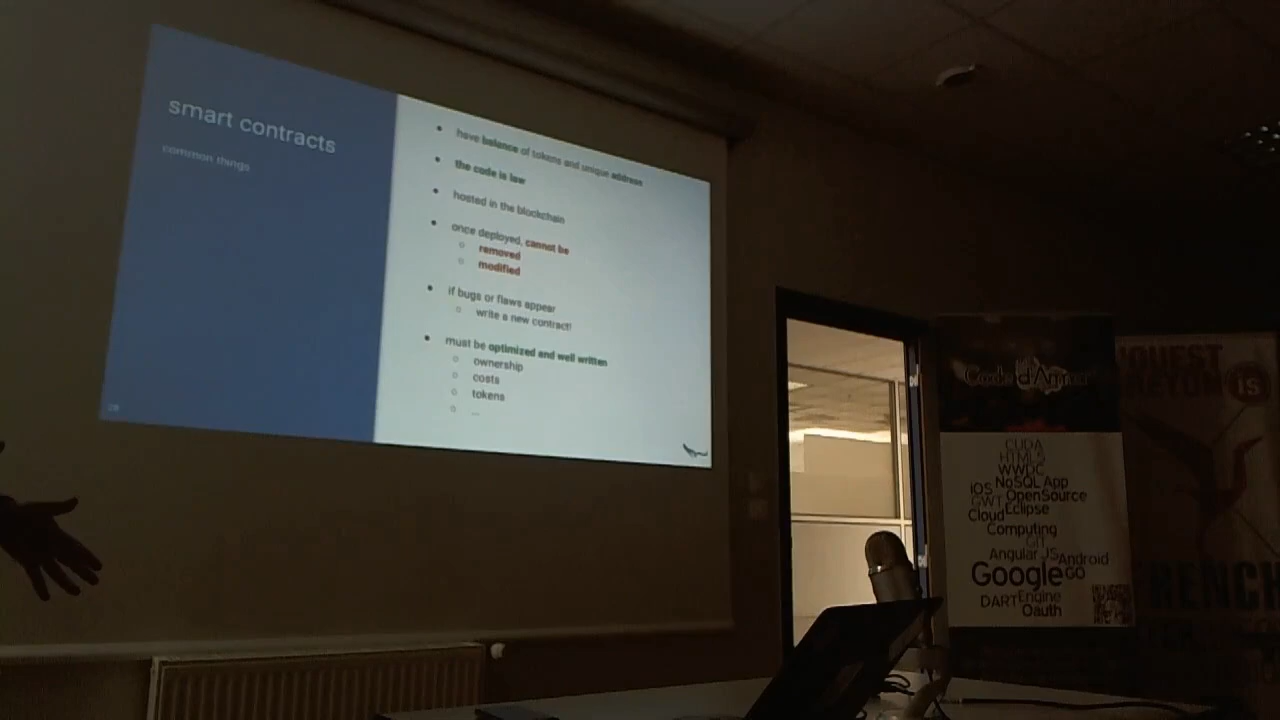 smart contracts
common things
have balance of tokens and unique address
the code is law
hosted in the blockchain
once deployed, cannot be
removed
modified
if bugs or flaws appear
write a new contract!
must be optimized and well written
ownership
costs
tokens
...
Code d'Armor
CUDA
HTML5
WWDC
iOS NoSQL App
GWT OpenSource
Cloud Eclipse
Computing
GIT
AngularJS Android
Google GO
DART Engine
Oauth